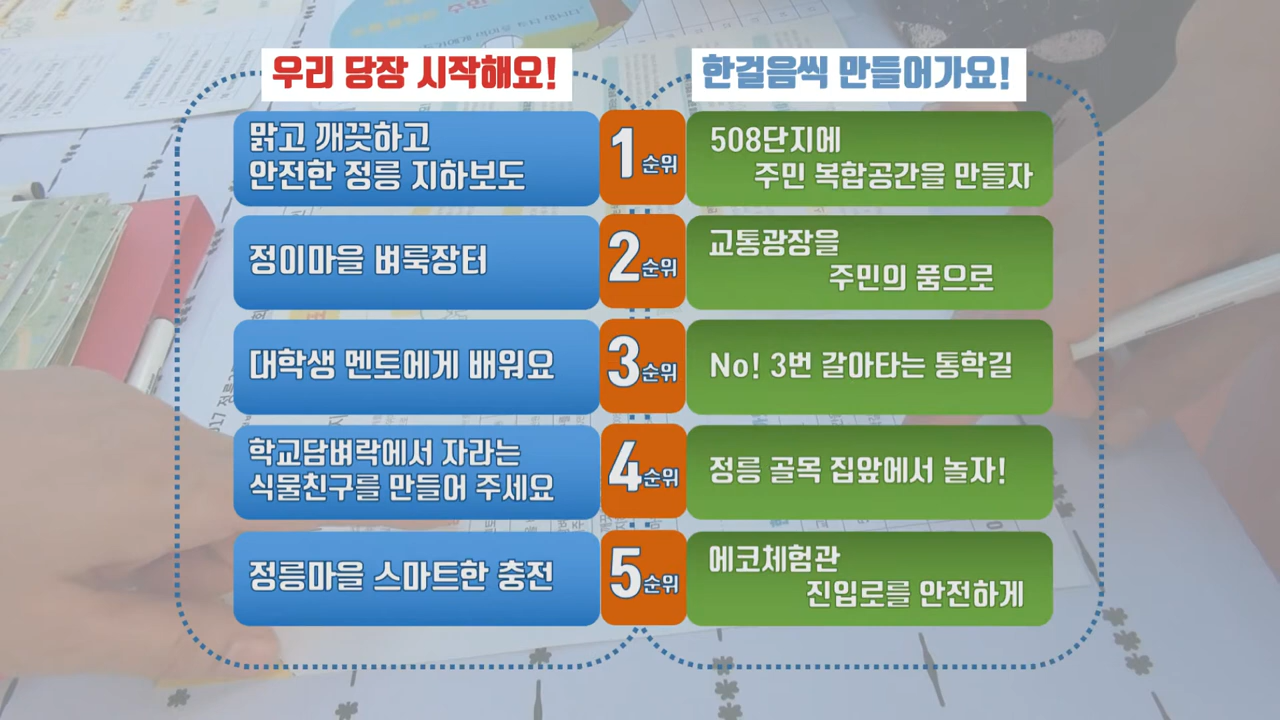 우리 당장 시작해요!
한걸음씩 만들어가요!
맑고 깨끗하고
안전한 정릉 지하보도
1순위
508단지에
주민 복합공간을 만들자
정이마을 벼룩장터
2순위
교통광장을
주민의 품으로
대학생 멘토에게 배워요
3순위
No! 3번 갈아타는 통학길
학교담벼락에서 자라는
식물친구를 만들어 주세요
4순위
정릉 골목 집앞에서 놀자!
정릉마을 스마트한 충전
5순위
에코체험관
진입로를 안전하게